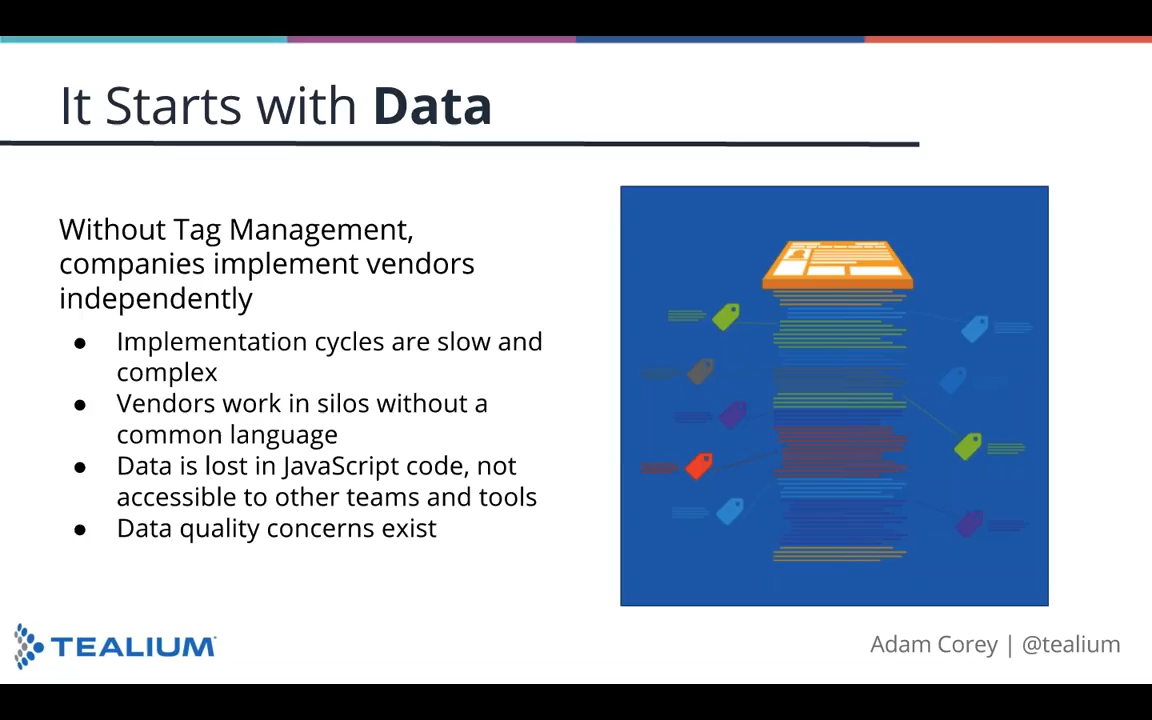 It Starts with Data
Without Tag Management,
companies implement vendors
independently
● Implementation cycles are slow and
complex
● Vendors work in silos without a
common language
● Data is lost in JavaScript code, not
accessible to other teams and tools
● Data quality concerns exist
TEALIUM
Adam Corey | @tealium